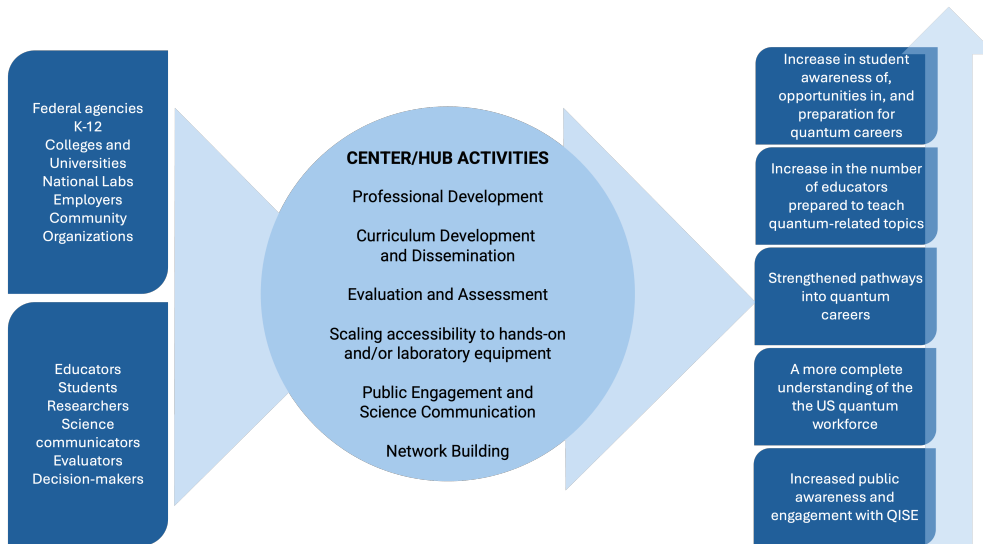 Federal agencies
K-12
Colleges and
Universities
National Labs
Employers
Community
Organizations
Educators
Students
Researchers
Science
communicators
Evaluators
Decision-makers
CENTER/HUB ACTIVITIES
Professional Development
Curriculum Development
and Dissemination
Evaluation and Assessment
Scaling accessibility to hands-on
and/or laboratory equipment
Public Engagement and
Science Communication
Network Building
Increase in student
awareness of,
opportunities in, and
preparation for
quantum careers
Increase in the number
of educators
prepared to teach
quantum-related topics
Strengthened pathways
into quantum
careers
A more complete
understanding of the
the US quantum
workforce
Increased public
awareness and
engagement with QISE